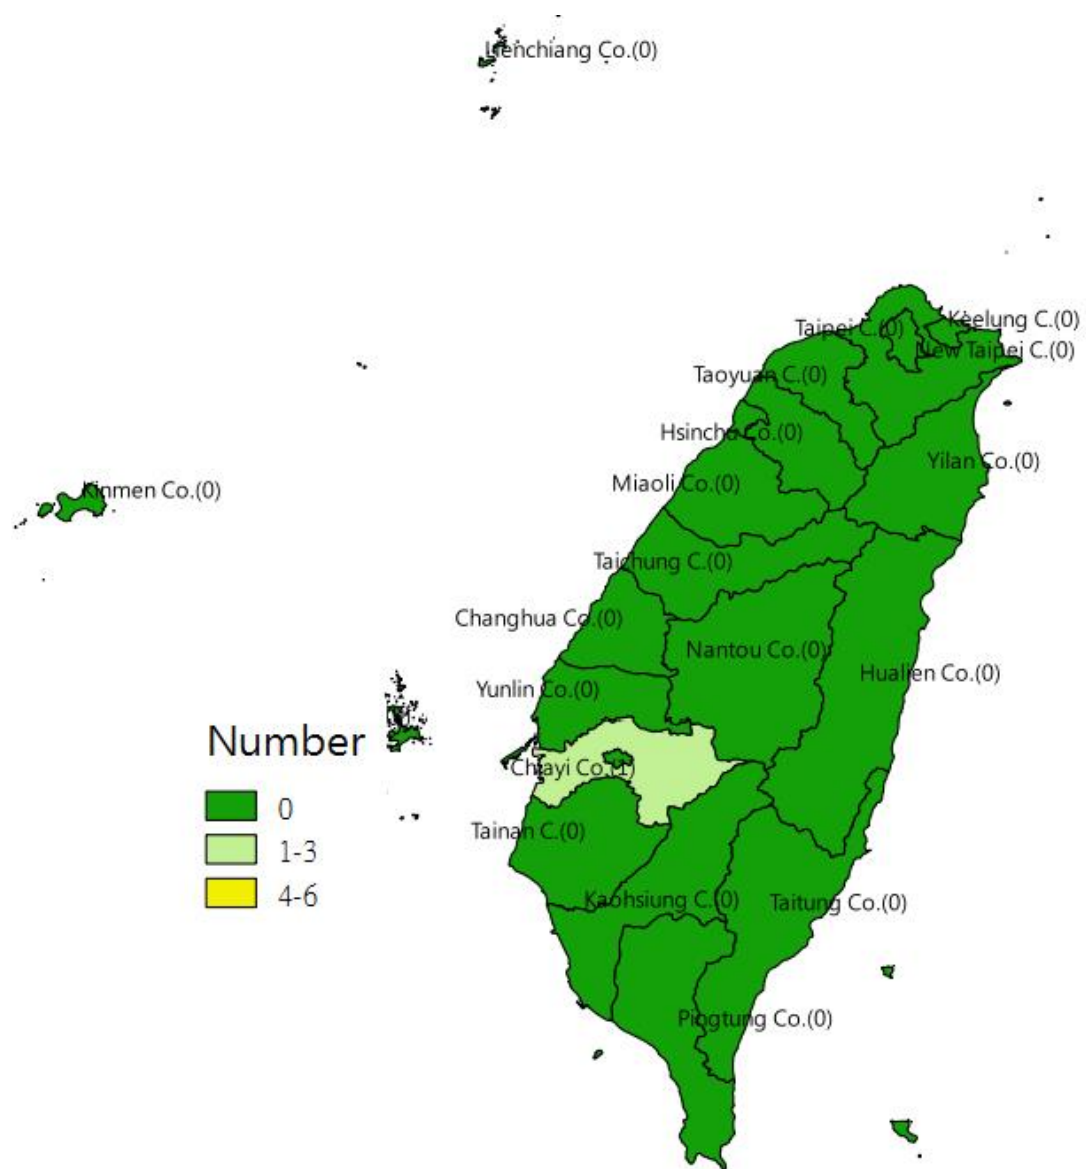 Lienchiang Co.(0)
Keelung C.(0)
Taipei C.(0)
New Taipei C.(0)
Taoyuan C.(0)
Hsinchu Co.(0)
Yilan Co.(0)
Miaoli Co.(0)
Kinmen Co.(0)
Taichung C.(0)
Changhua Co.(0)
Nantou Co.(0)
Hualien Co.(0)
Yunlin Co.(0)
Number
Chiayi Co.(1)
0
1-3
4-6
Tainan C.(0)
Kaohsiung C.(0)
Taitung Co.(0)
Pingtung Co.(0)